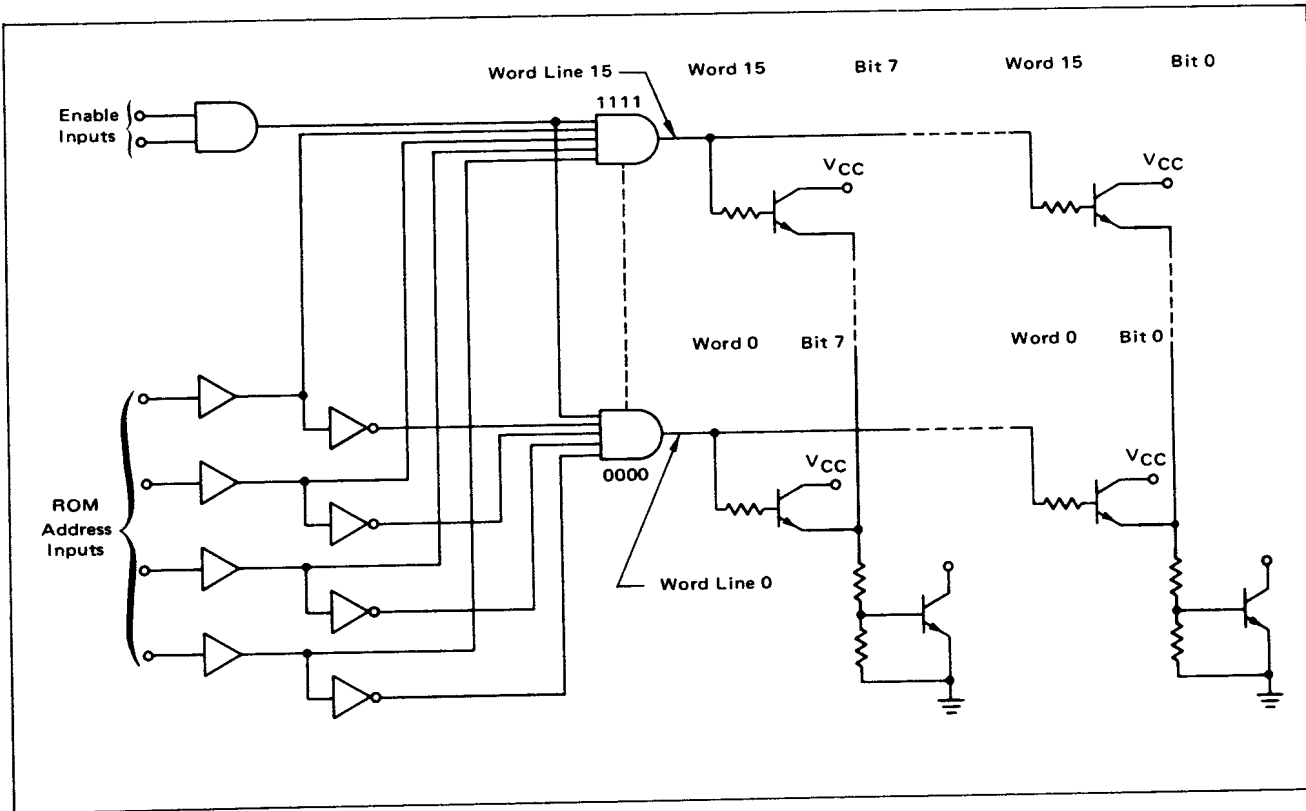 Word Line 15
Word 15
Bit 7
Word 15
Bit 0
Enable
Inputs
1111
VCC
VCC
Word 0
Bit 7
Word 0
Bit 0
0000
VCC
VCC
ROM
Address
Inputs
Word Line 0